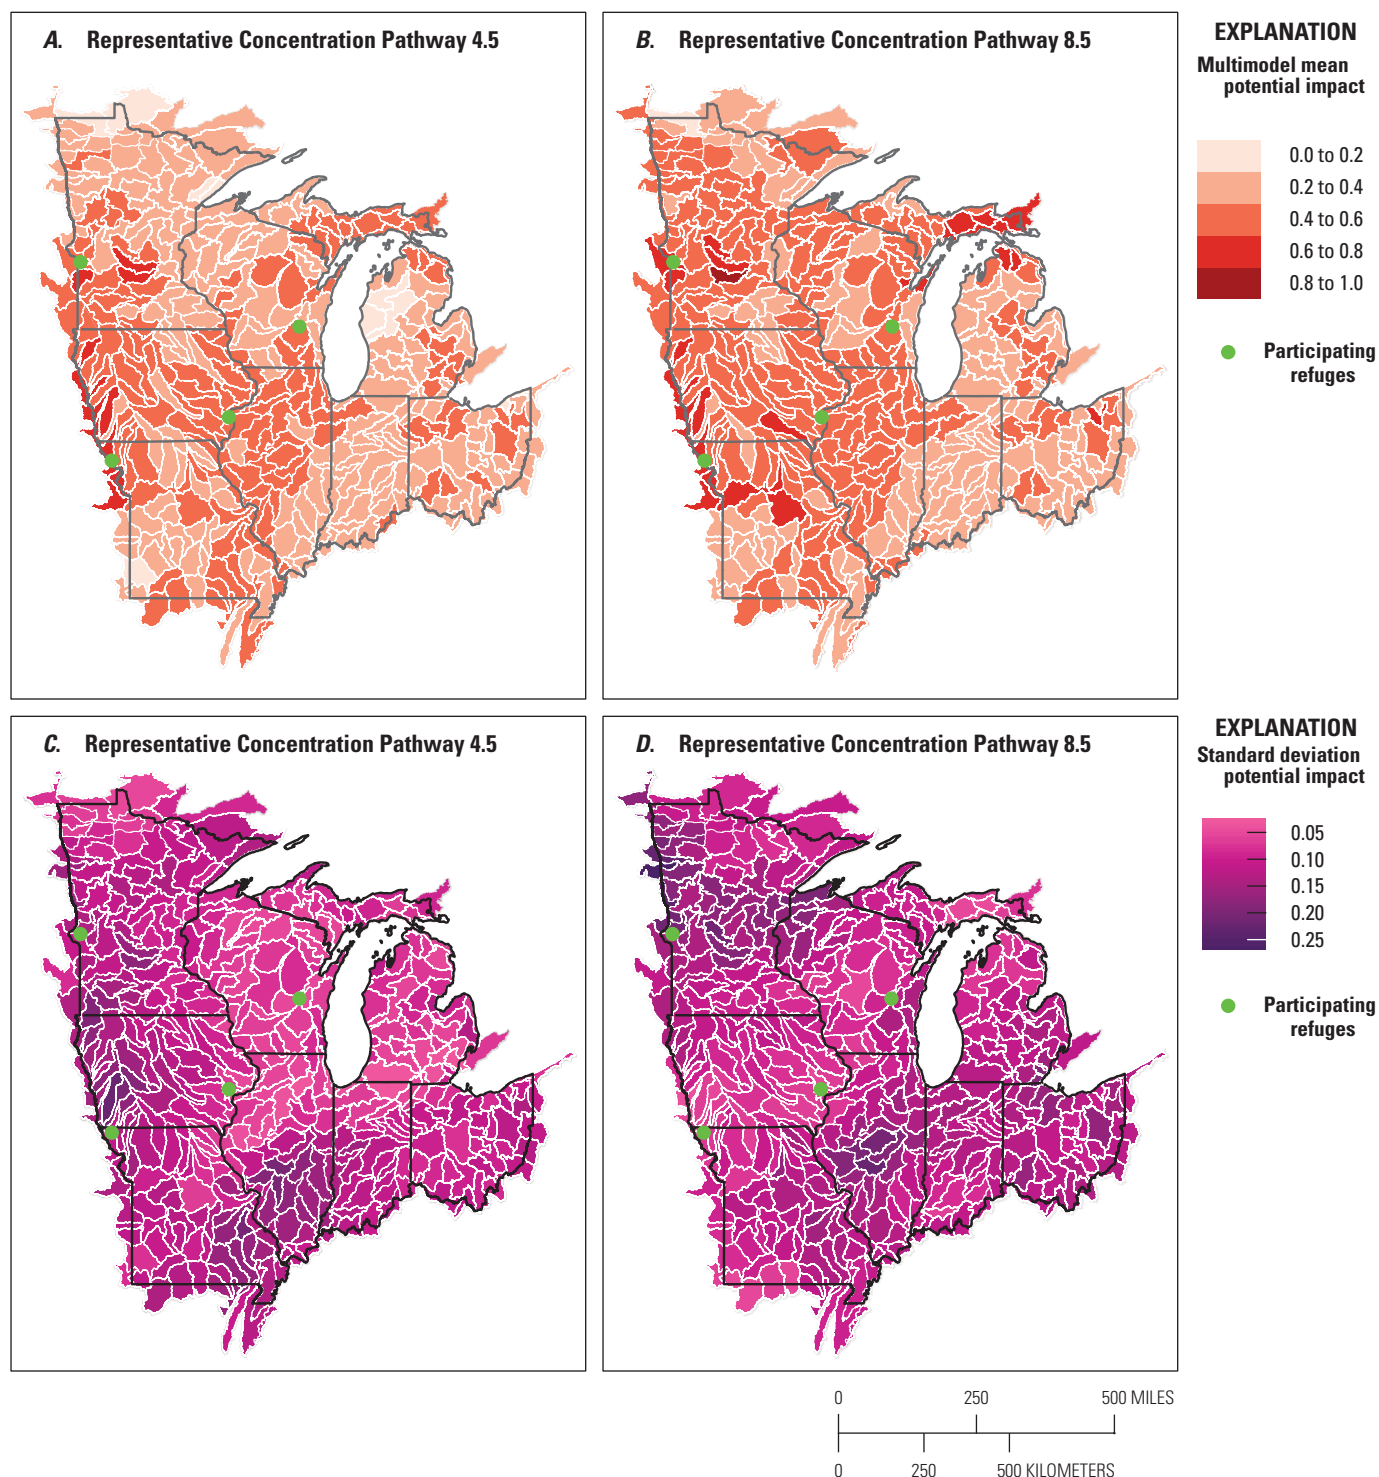 A. Representative Concentration Pathway 4.5
B. Representative Concentration Pathway 8.5
EXPLANATION
Multimodel mean
potential impact
0.0 to 0.2
0.2 to 0.4
0.4 to 0.6
0.6 to 0.8
0.8 to 1.0
Participating
refuges
C. Representative Concentration Pathway 4.5
D. Representative Concentration Pathway 8.5
EXPLANATION
Standard deviation
potential impact
0.05
0.10
0.15
0.20
0.25
Participating
refuges
0 250 500 MILES
0 250 500 KILOMETERS